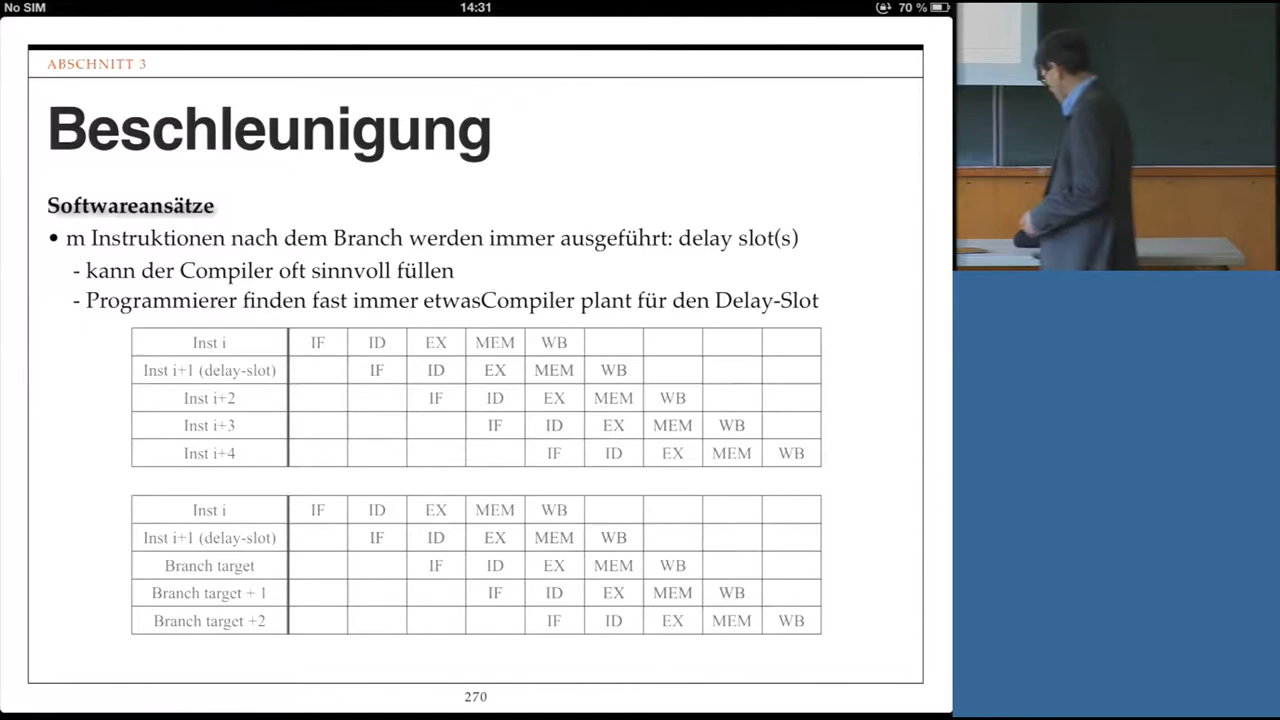 No SIM 14:31 70 %
ABSCHNITT 3
Beschleunigung
Softwareansätze
• m Instruktionen nach dem Branch werden immer ausgeführt: delay slot(s)
- kann der Compiler oft sinnvoll füllen
- Programmierer finden fast immer etwasCompiler plant für den Delay-Slot
Inst i IF ID EX MEM WB
Inst i+1 (delay-slot) IF ID EX MEM WB
Inst i+2 IF ID EX MEM WB
Inst i+3 IF ID EX MEM WB
Inst i+4 IF ID EX MEM WB
Inst i IF ID EX MEM WB
Inst i+1 (delay-slot) IF ID EX MEM WB
Branch target IF ID EX MEM WB
Branch target + 1 IF ID EX MEM WB
Branch target +2 IF ID EX MEM WB
270